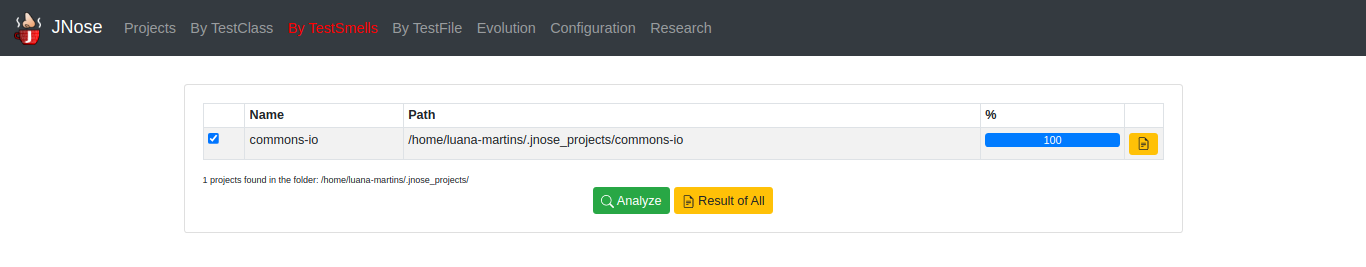 JNose Projects By TestClass By TestSmells By TestFile Evolution Configuration Research
Name Path %
commons-io /home/luana-martins/.jnose_projects/commons-io 100
1 projects found in the folder: /home/luana-martins/.jnose_projects/
Analyze Result of All